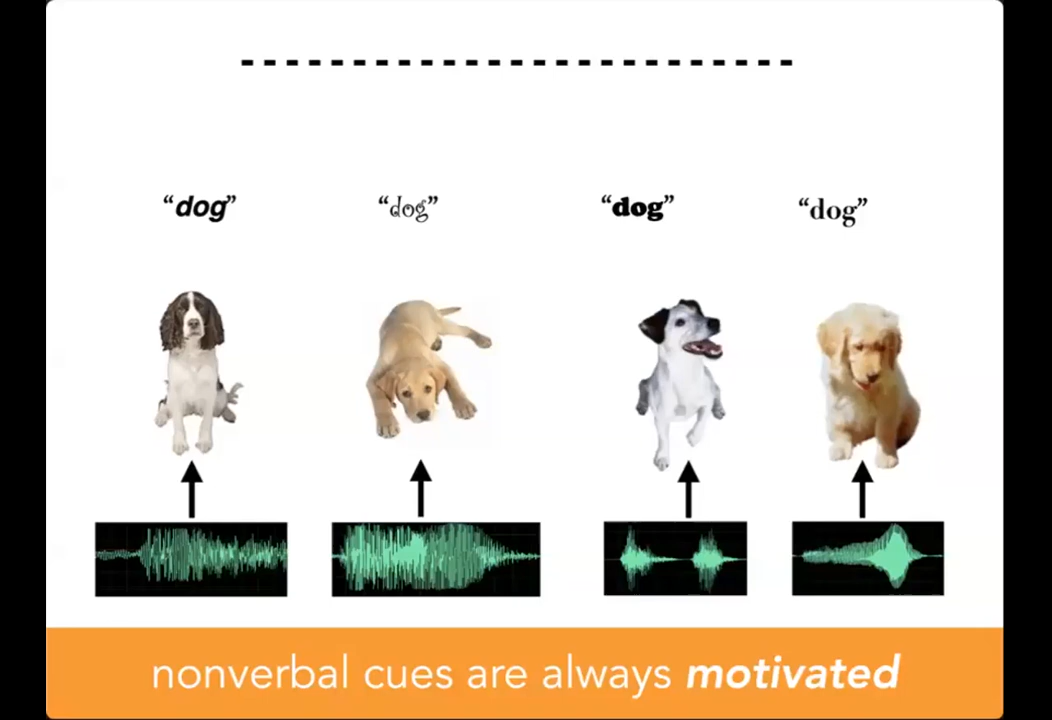 “dog” “dog” “dog” “dog”
nonverbal cues are always motivated